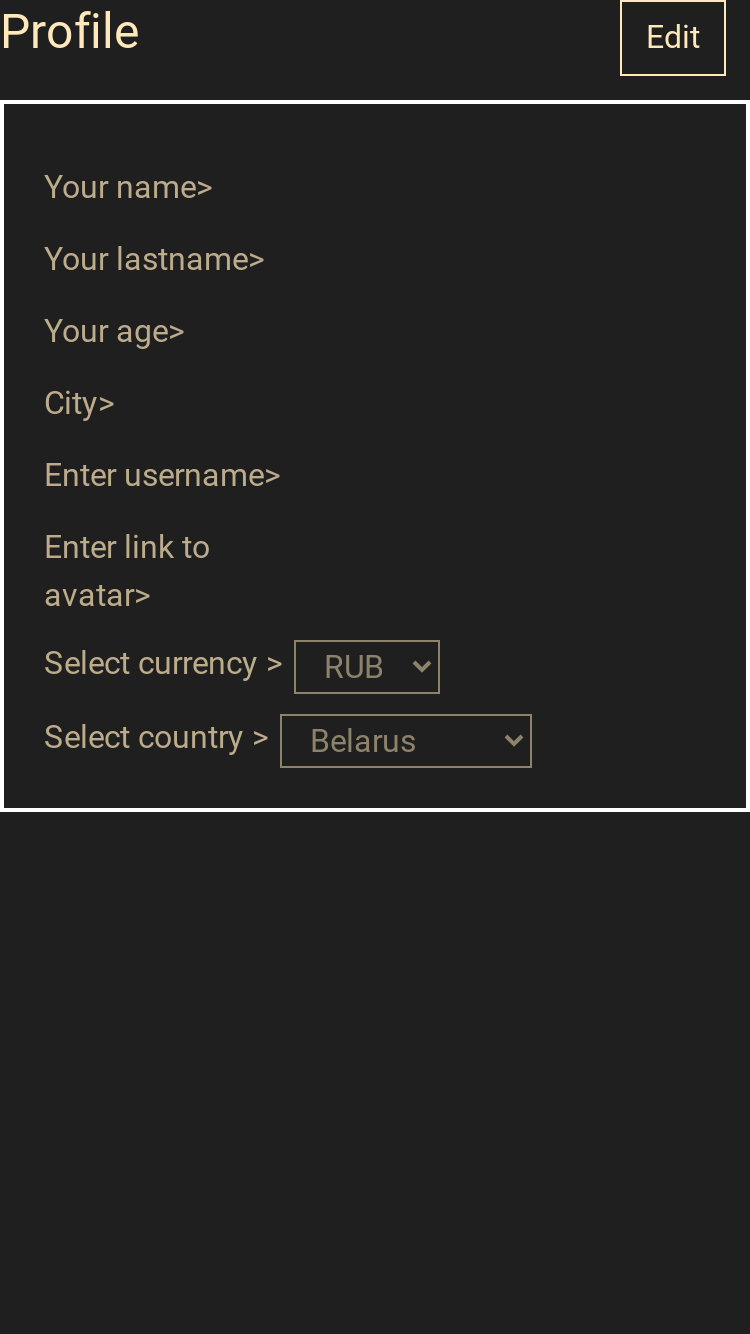 Profile
Edit
Your name>
Your lastname>
Your age>
City>
Enter username>
Enter link to
avatar>
Select currency > RUB
Select country > Belarus